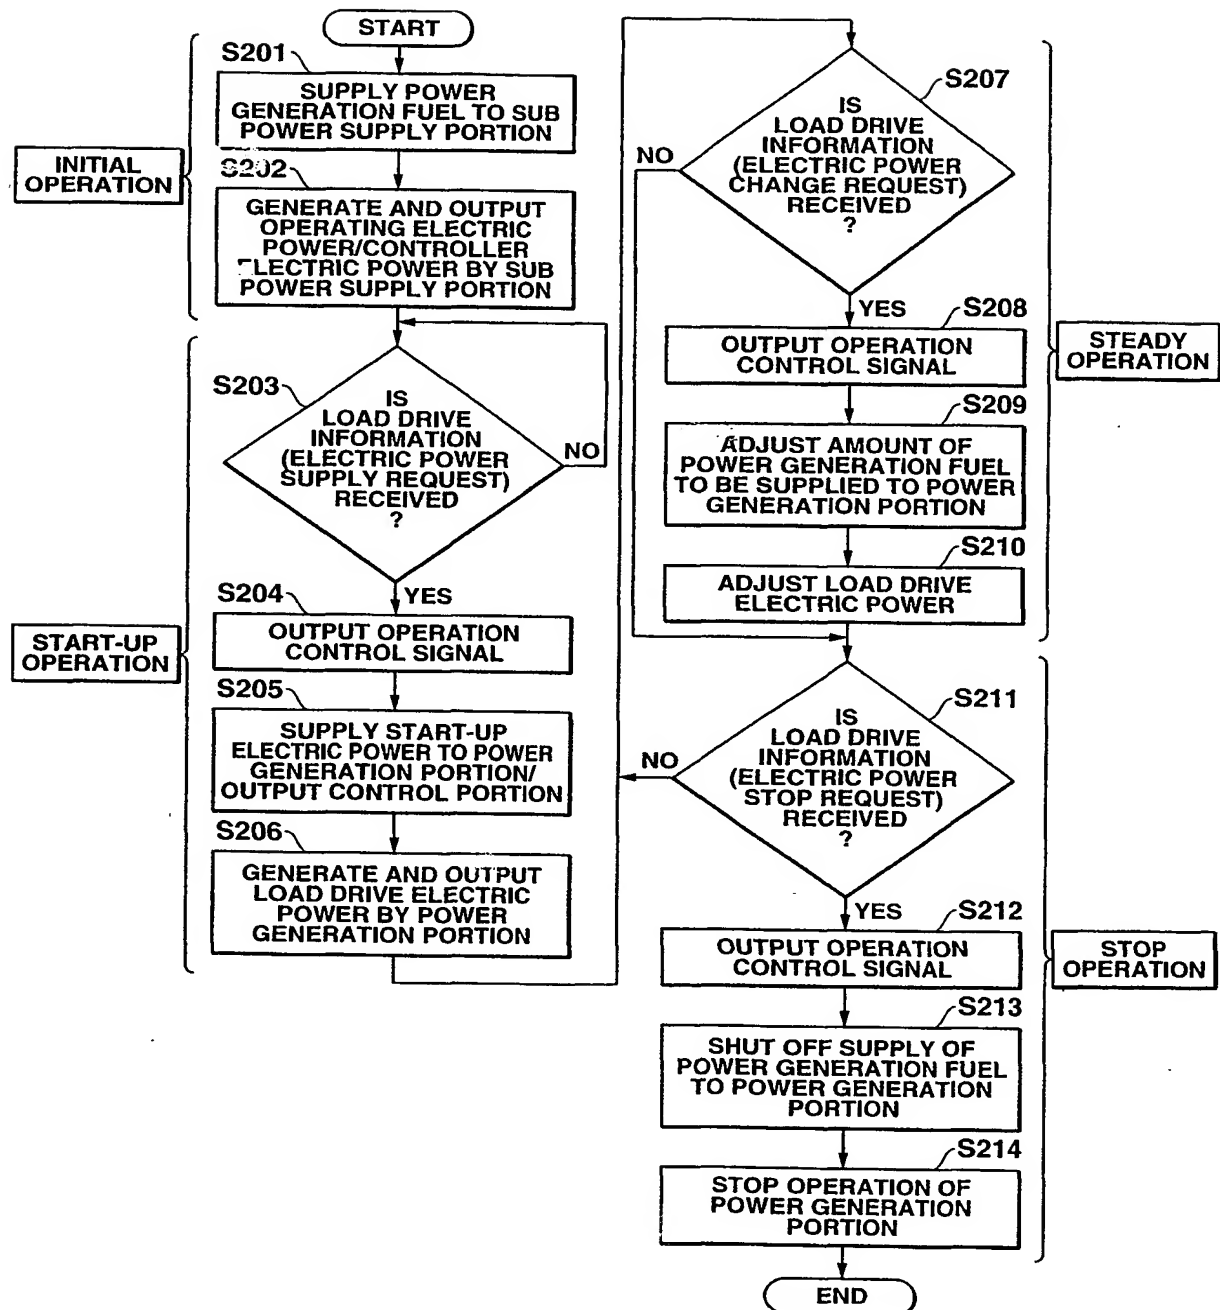 START
S201
SUPPLY POWER
GENERATION FUEL TO SUB
POWER SUPPLY PORTION
S202
GENERATE AND OUTPUT
OPERATING ELECTRIC
POWER/CONTROLLER
ELECTRIC POWER BY SUB
POWER SUPPLY PORTION
INITIAL
OPERATION
S203
IS
LOAD DRIVE
INFORMATION
(ELECTRIC POWER
SUPPLY REQUEST)
RECEIVED
?
NO
YES
S204
OUTPUT OPERATION
CONTROL SIGNAL
START-UP
OPERATION
S205
SUPPLY START-UP
ELECTRIC POWER TO POWER
GENERATION PORTION/
OUTPUT CONTROL PORTION
S206
GENERATE AND OUTPUT
LOAD DRIVE ELECTRIC
POWER BY POWER
GENERATION PORTION
S207
IS
LOAD DRIVE
INFORMATION
(ELECTRIC POWER
CHANGE REQUEST)
RECEIVED
?
NO
YES
S208
OUTPUT OPERATION
CONTROL SIGNAL
STEADY
OPERATION
S209
ADJUST AMOUNT OF
POWER GENERATION FUEL
TO BE SUPPLIED TO POWER
GENERATION PORTION
S210
ADJUST LOAD DRIVE
ELECTRIC POWER
S211
IS
LOAD DRIVE
INFORMATION
(ELECTRIC POWER
STOP REQUEST)
RECEIVED
?
NO
YES
S212
OUTPUT OPERATION
CONTROL SIGNAL
STOP
OPERATION
S213
SHUT OFF SUPPLY OF
POWER GENERATION FUEL
TO POWER GENERATION
PORTION
S214
STOP OPERATION OF
POWER GENERATION
PORTION
END